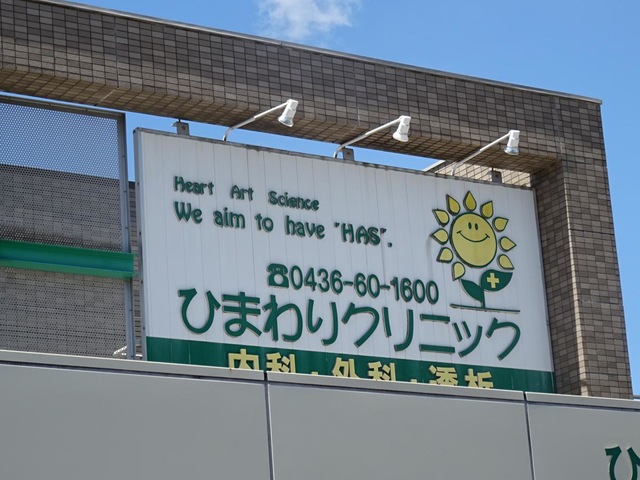 Heart Art Science
We aim to have "HAS".
☎0436-60-1600
ひまわりクリニック
内科・外科・透析
ひ